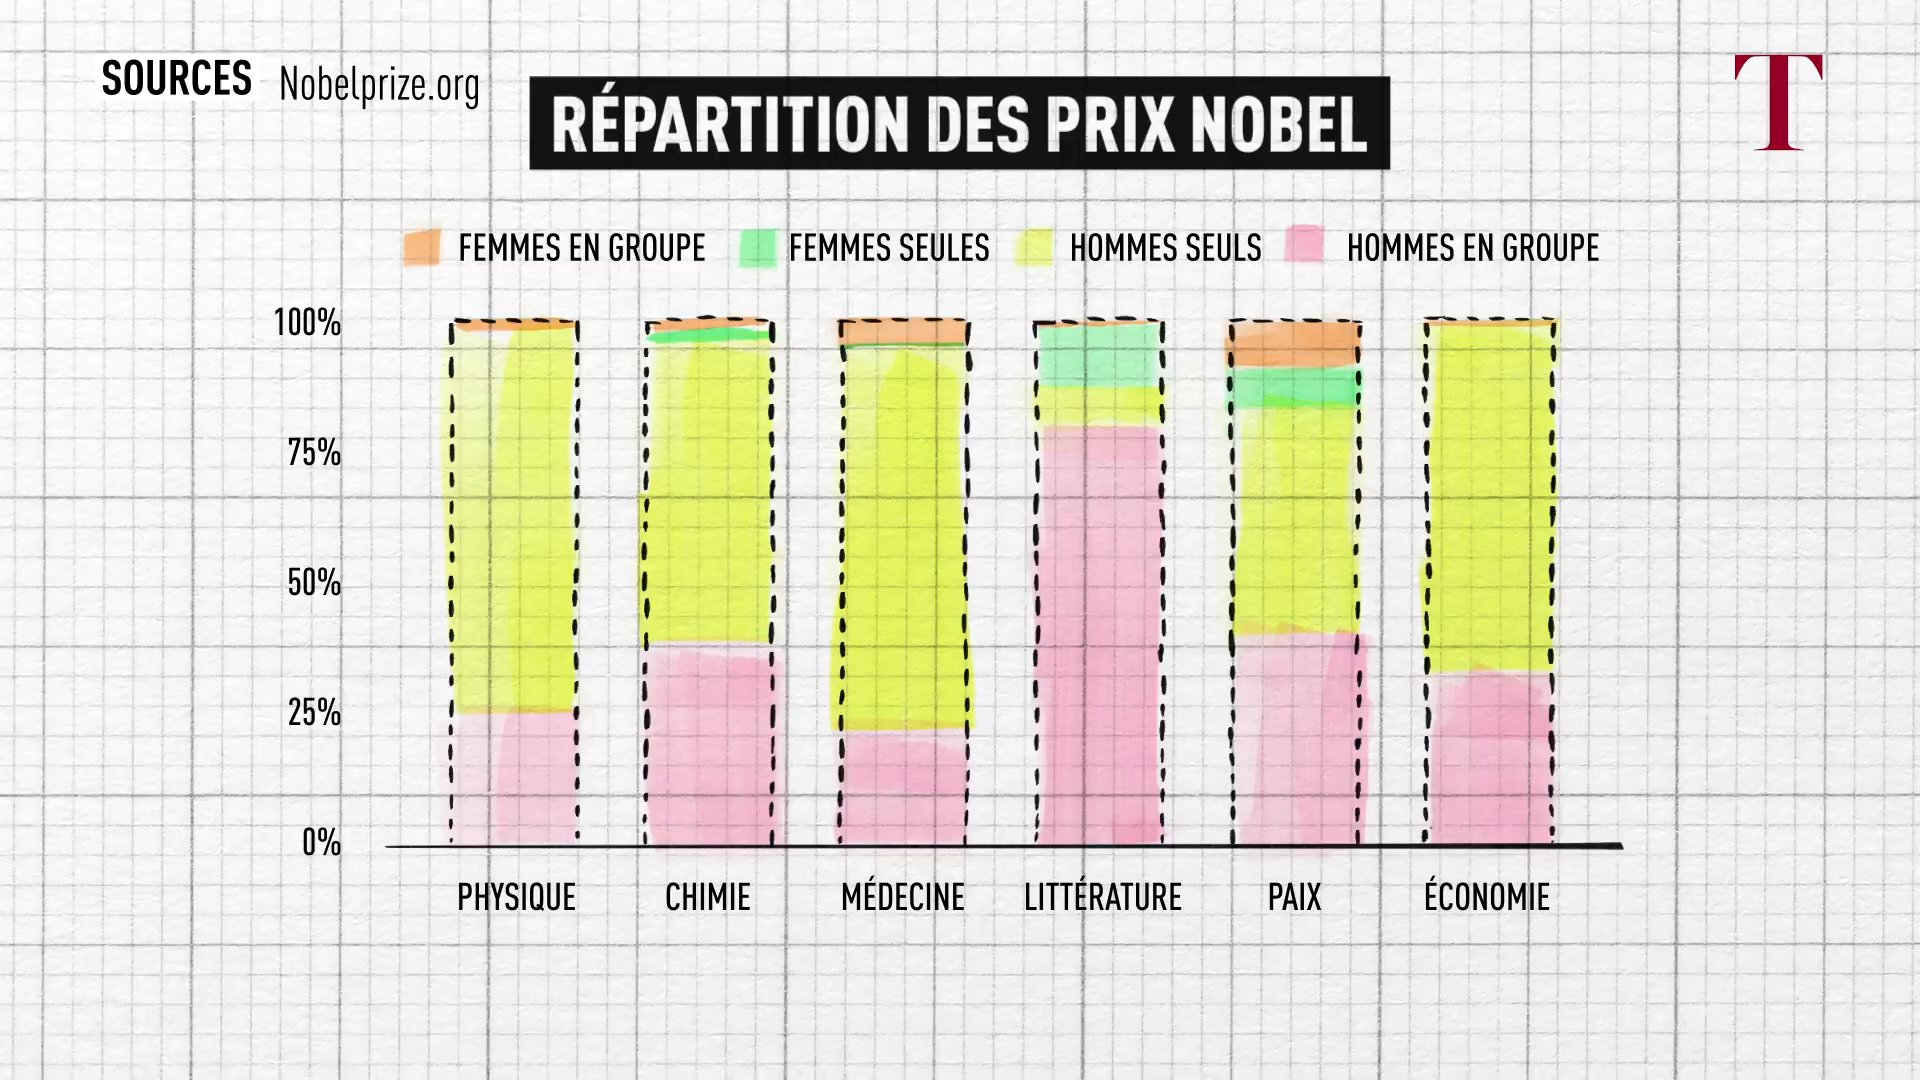 SOURCES Nobelprize.org
T
RÉPARTITION DES PRIX NOBEL
FEMMES EN GROUPE FEMMES SEULES HOMMES SEULS HOMMES EN GROUPE
100%
75%
50%
25%
0%
PHYSIQUE CHIMIE MÉDECINE LITTÉRATURE PAIX ÉCONOMIE